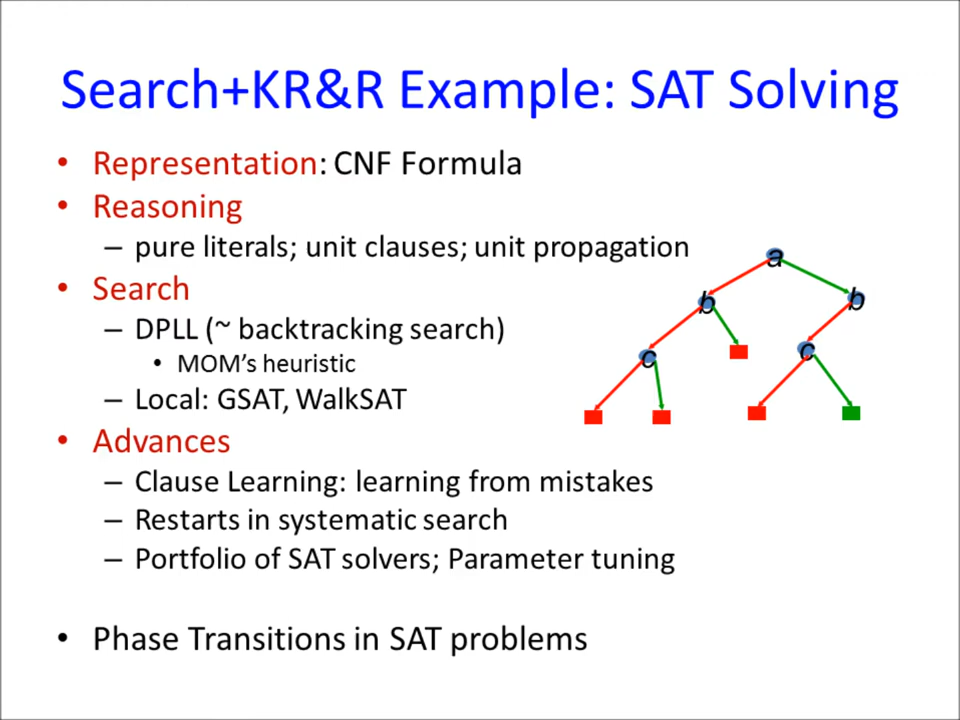 Search+KR&R Example: SAT Solving
• Representation: CNF Formula
• Reasoning
– pure literals; unit clauses; unit propagation
• Search
– DPLL (~ backtracking search)
• MOM's heuristic
– Local: GSAT, WalkSAT
• Advances
– Clause Learning: learning from mistakes
– Restarts in systematic search
– Portfolio of SAT solvers; Parameter tuning
• Phase Transitions in SAT problems
a
b b
c c